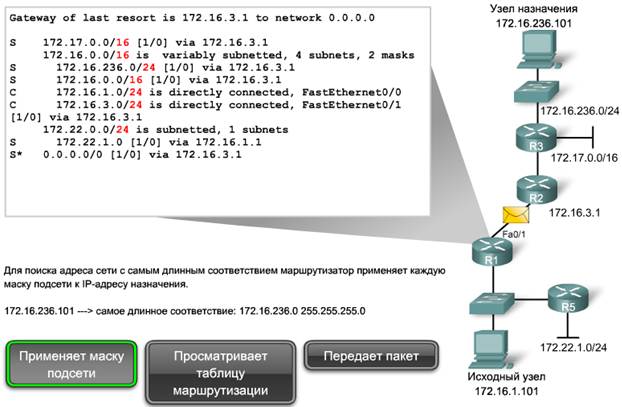 Gateway of last resort is 172.16.3.1 to network 0.0.0.0
S 172.17.0.0/16 [1/0] via 172.16.3.1
172.16.0.0/16 is variably subnetted, 4 subnets, 2 masks
S 172.16.236.0/24 [1/0] via 172.16.3.1
S 172.16.0.0/16 [1/0] via 172.16.3.1
C 172.16.1.0/24 is directly connected, FastEthernet0/0
C 172.16.3.0/24 is directly connected, FastEthernet0/1
[1/0] via 172.16.3.1
172.22.0.0/24 is subnetted, 1 subnets
S 172.22.1.0 [1/0] via 172.16.1.1
S* 0.0.0.0/0 [1/0] via 172.16.3.1
Узел назначения
172.16.236.101
172.16.236.0/24
R3
172.17.0.0/16
R2
172.16.3.1
Fa0/1
R1
R5
172.22.1.0/24
Исходный узел
172.16.1.101
Для поиска адреса сети с самым длинным соответствием маршрутизатор применяет каждую
маску подсети к IP-адресу назначения.
172.16.236.101 ---> самое длинное соответствие: 172.16.236.0 255.255.255.0
Применяет маску
подсети
Просматривает
таблицу
маршрутизации
Передает пакет